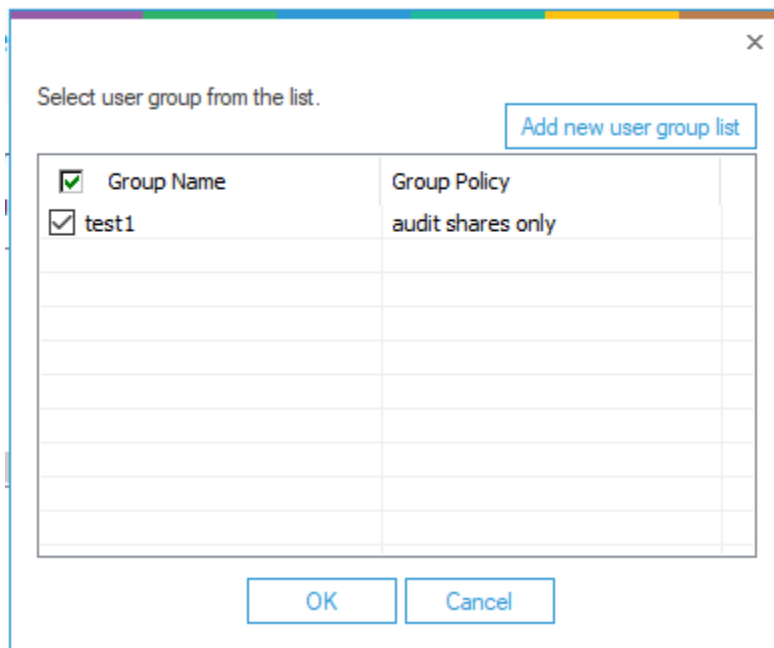 Select user group from the list.
Add new user group list
Group Name Group Policy
test1 audit shares only
OK Cancel